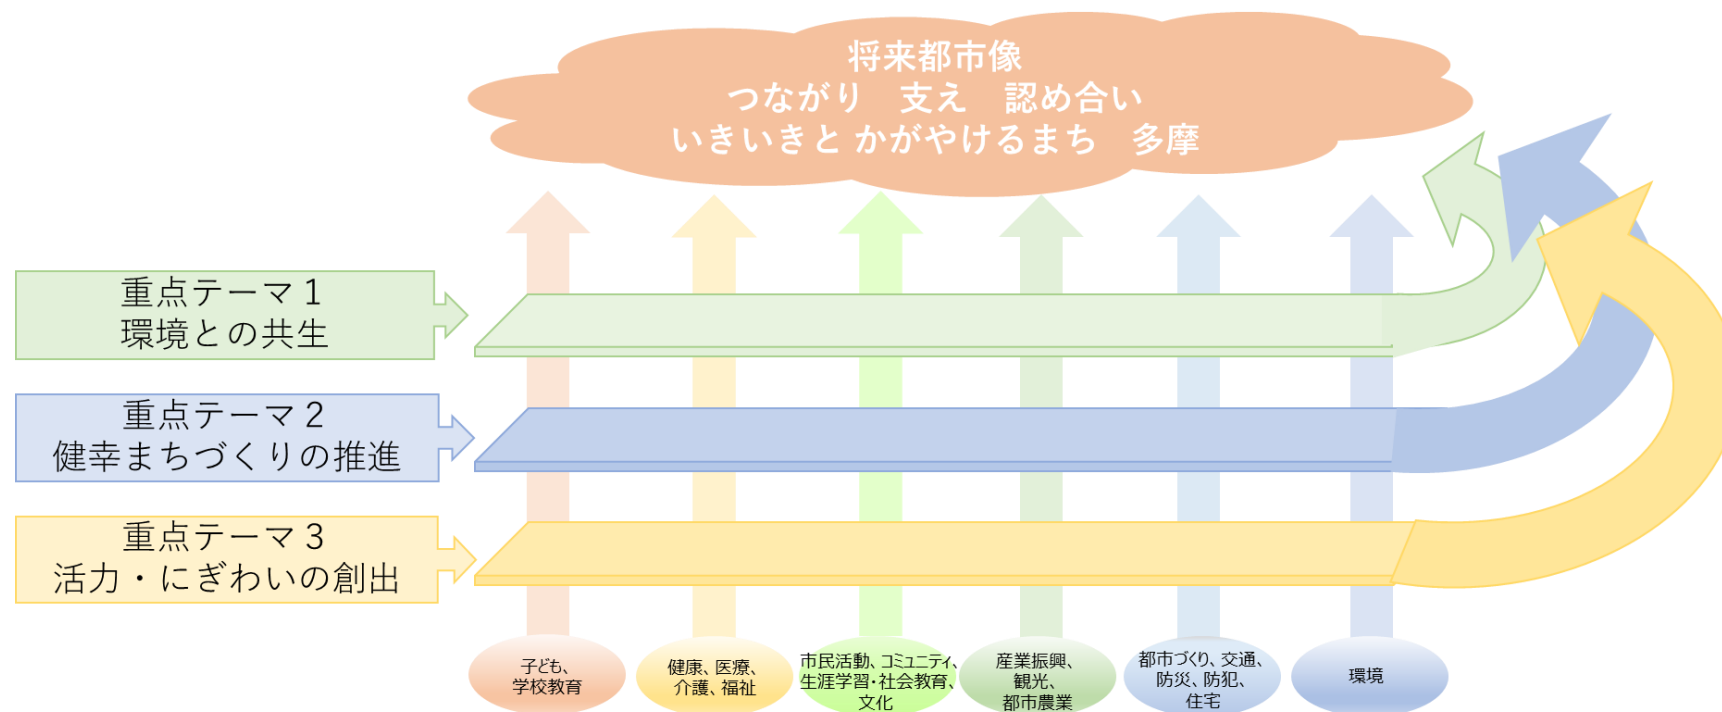 将来都市像
つながり　支え　認め合い
いきいきと かがやけるまち　多摩
重点テーマ１
環境との共生
重点テーマ２
健幸まちづくりの推進
重点テーマ３
活力・にぎわいの創出
子ども、
学校教育
健康、医療、
介護、福祉
市民活動、コミュニティ、
生涯学習・社会教育、
文化
産業振興、
観光、
都市農業
都市づくり、交通、
防災、防犯、
住宅
環境